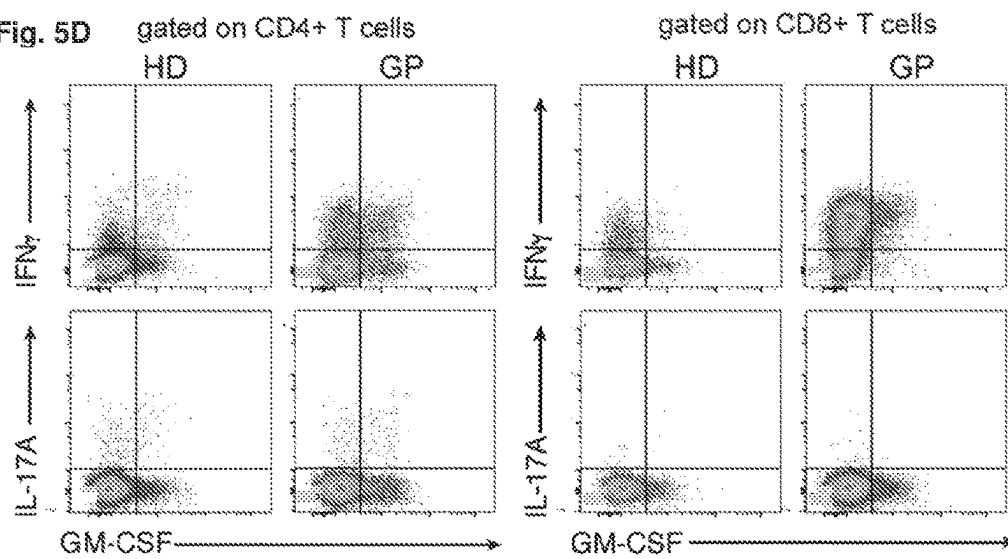 Fig. 5D
gated on CD4+ T cells
gated on CD8+ T cells
HD
GP
HD
GP
IFNγ
IFNγ
IL-17A
IL-17A
GM-CSF
GM-CSF